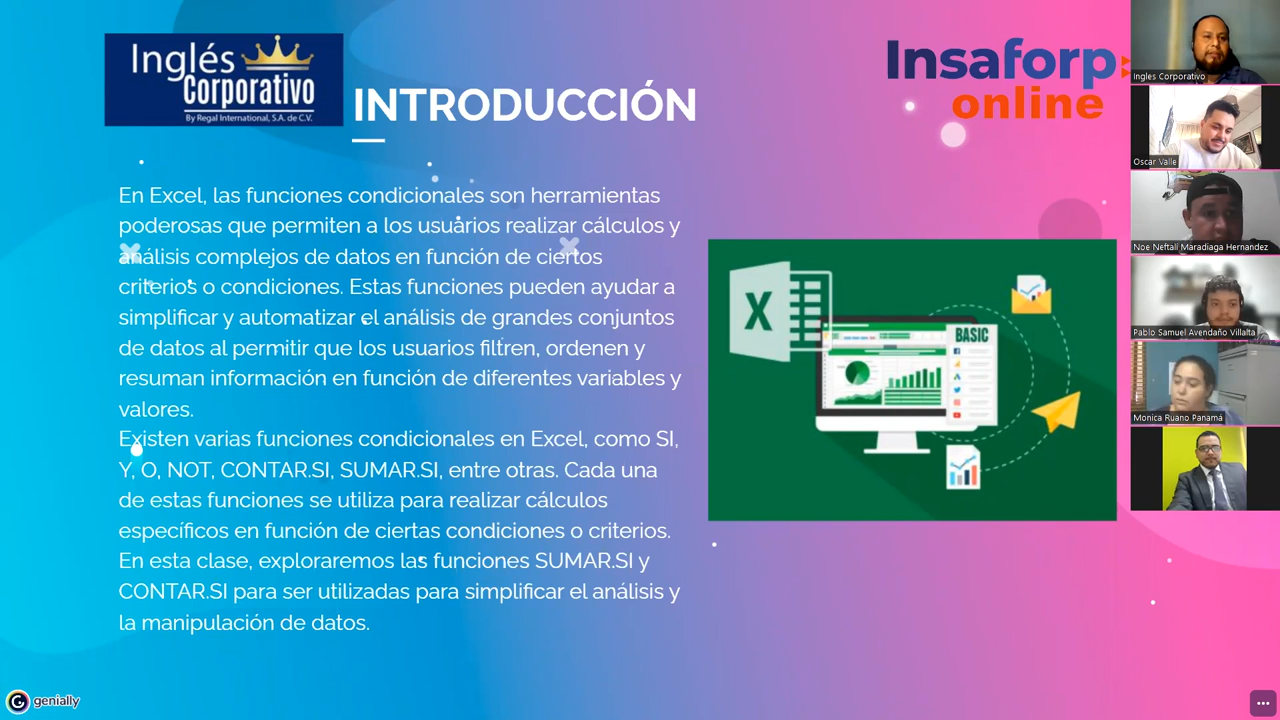 Inglés
Corporativo
By Regal International, S.A. de C.V.
INTRODUCCIÓN
Insaforp
online
En Excel, las funciones condicionales son herramientas
poderosas que permiten a los usuarios realizar cálculos y
análisis complejos de datos en función de ciertos
criterios o condiciones. Estas funciones pueden ayudar a
simplificar y automatizar el análisis de grandes conjuntos
de datos al permitir que los usuarios filtren, ordenen y
resuman información en función de diferentes variables y
valores.
Existen varias funciones condicionales en Excel, como SI,
Y, O, NOT, CONTAR.SI, SUMAR.SI, entre otras. Cada una
de estas funciones se utiliza para realizar cálculos
específicos en función de ciertas condiciones o criterios.
En esta clase, exploraremos las funciones SUMAR.SI y
CONTAR.SI para ser utilizadas para simplificar el análisis y
la manipulación de datos.
X
BASIC
Ingles Corporativo
Oscar Valle
Noe Neftalí Maradiaga Hernandez
Pablo Samuel Avendaño Villalta
Monica Ruano Panamá
genially